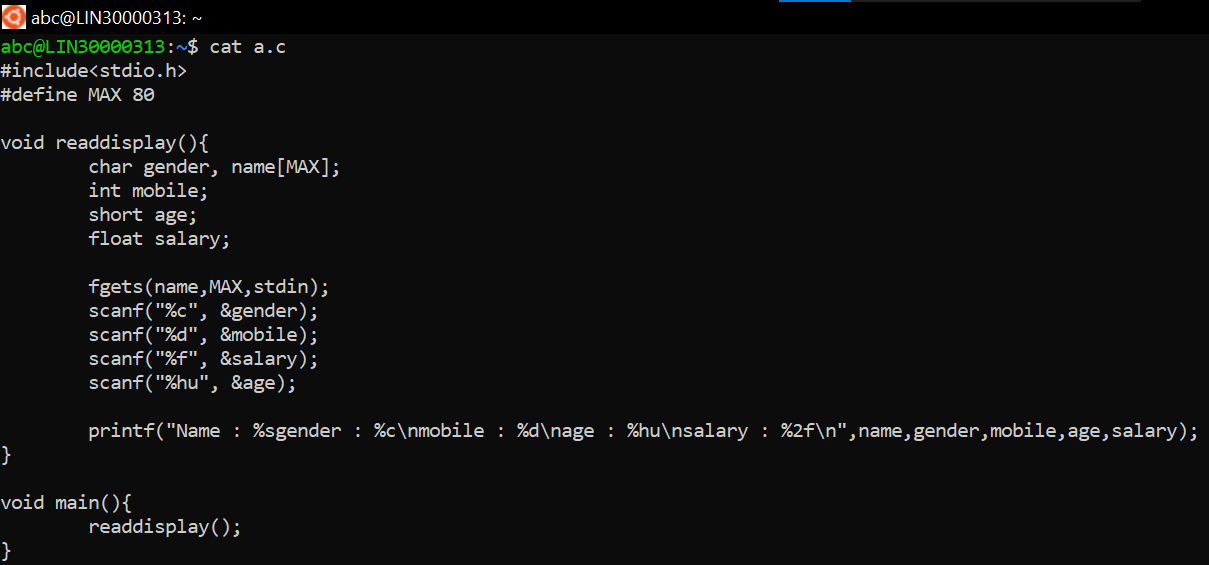 abc@LIN30000313: ~
abc@LIN30000313:~$ cat a.c
#include<stdio.h>
#define MAX 80
void readdisplay(){
char gender, name[MAX];
int mobile;
short age;
float salary;
fgets(name,MAX,stdin);
scanf("%c", &gender);
scanf("%d", &mobile);
scanf("%f", &salary);
scanf("%hu", &age);
printf("Name : %sgender : %c\nmobile : %d\nage : %hu\nsalary : %2f\n",name,gender,mobile,age,salary);
}
void main(){
readdisplay();
}